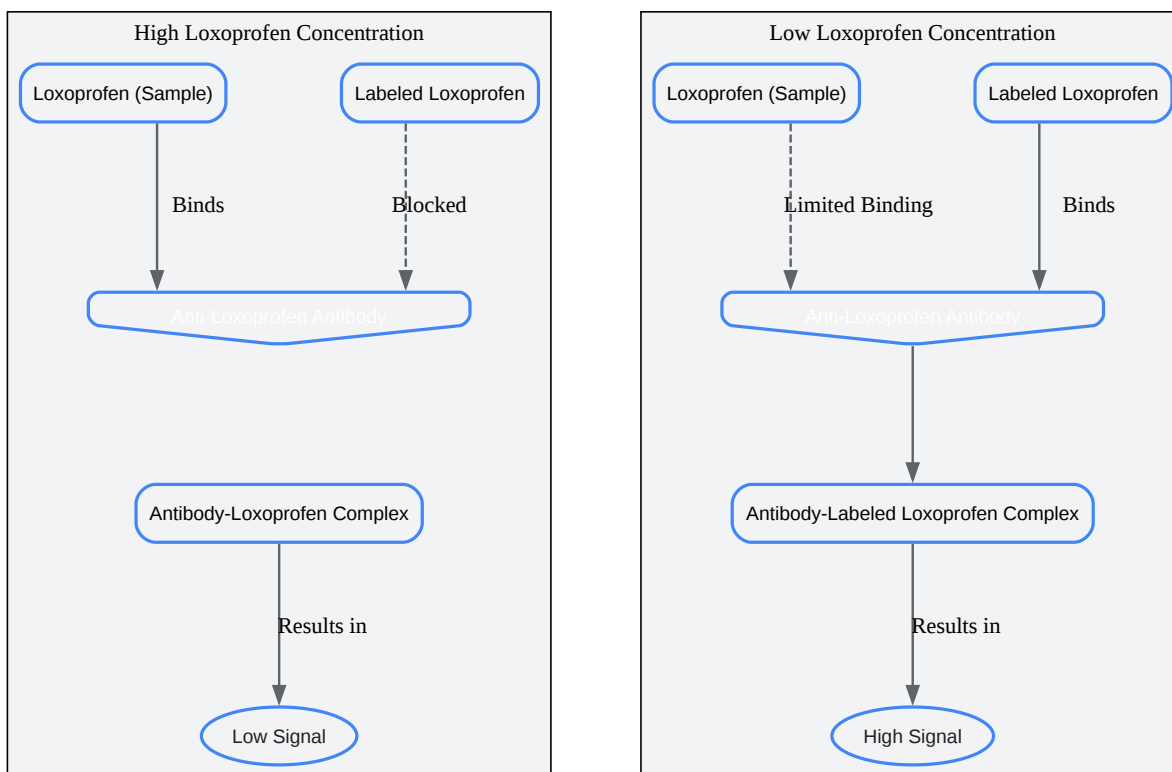 High Loxoprofen Concentration
Loxoprofen (Sample)
Labeled Loxoprofen
Binds
Blocked
Anti-Loxoprofen Antibody
Antibody-Loxoprofen Complex
Results in
Low Signal
Low Loxoprofen Concentration
Loxoprofen (Sample)
Labeled Loxoprofen
Limited Binding
Binds
Anti-Loxoprofen Antibody
Antibody-Labeled Loxoprofen Complex
Results in
High Signal